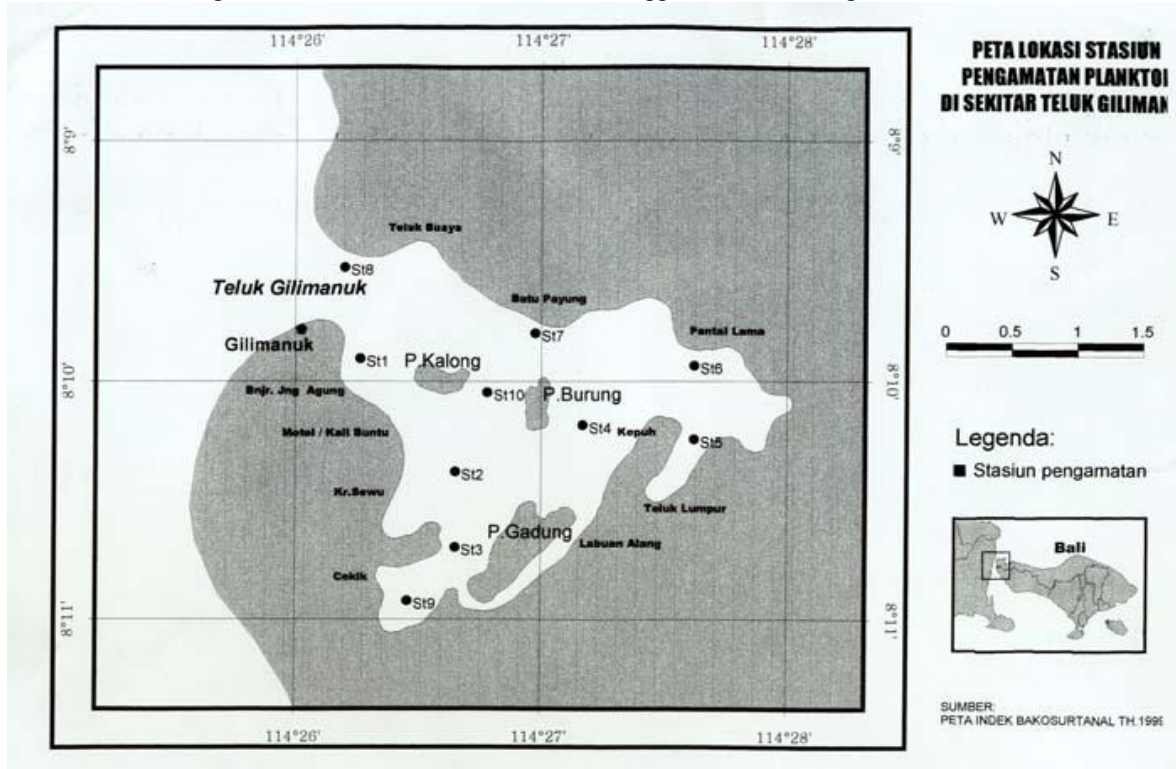 114°26'
114°27'
114°28'
PETA LOKASI STASIUN
PENGAMATAN PLANKTO
DI SEKITAR TELUK GILIMAN
8°9'
8°9'
N
W
E
S
Teluk Buaya
St8
Teluk Gilimanuk
Batu Payung
Pantai Lama
Gilimanuk
St7
St1
P.Kalong
St6
0 0.5 1 1.5
8°10'
8°10'
Bnjr. Jng Agung
St10
P.Burung
St4
Kepuh
St5
Motel / Kali Buntu
Legenda:
Stasiun pengamatan
St2
Kr.Sewu
Teluk Lumpur
P.Gadung
Labuan Alang
St3
Bali
Cekik
St9
8°11'
8°11'
SUMBER:
PETA INDEK BAKOSURTANAL TH.199
114°26'
114°27'
114°28'